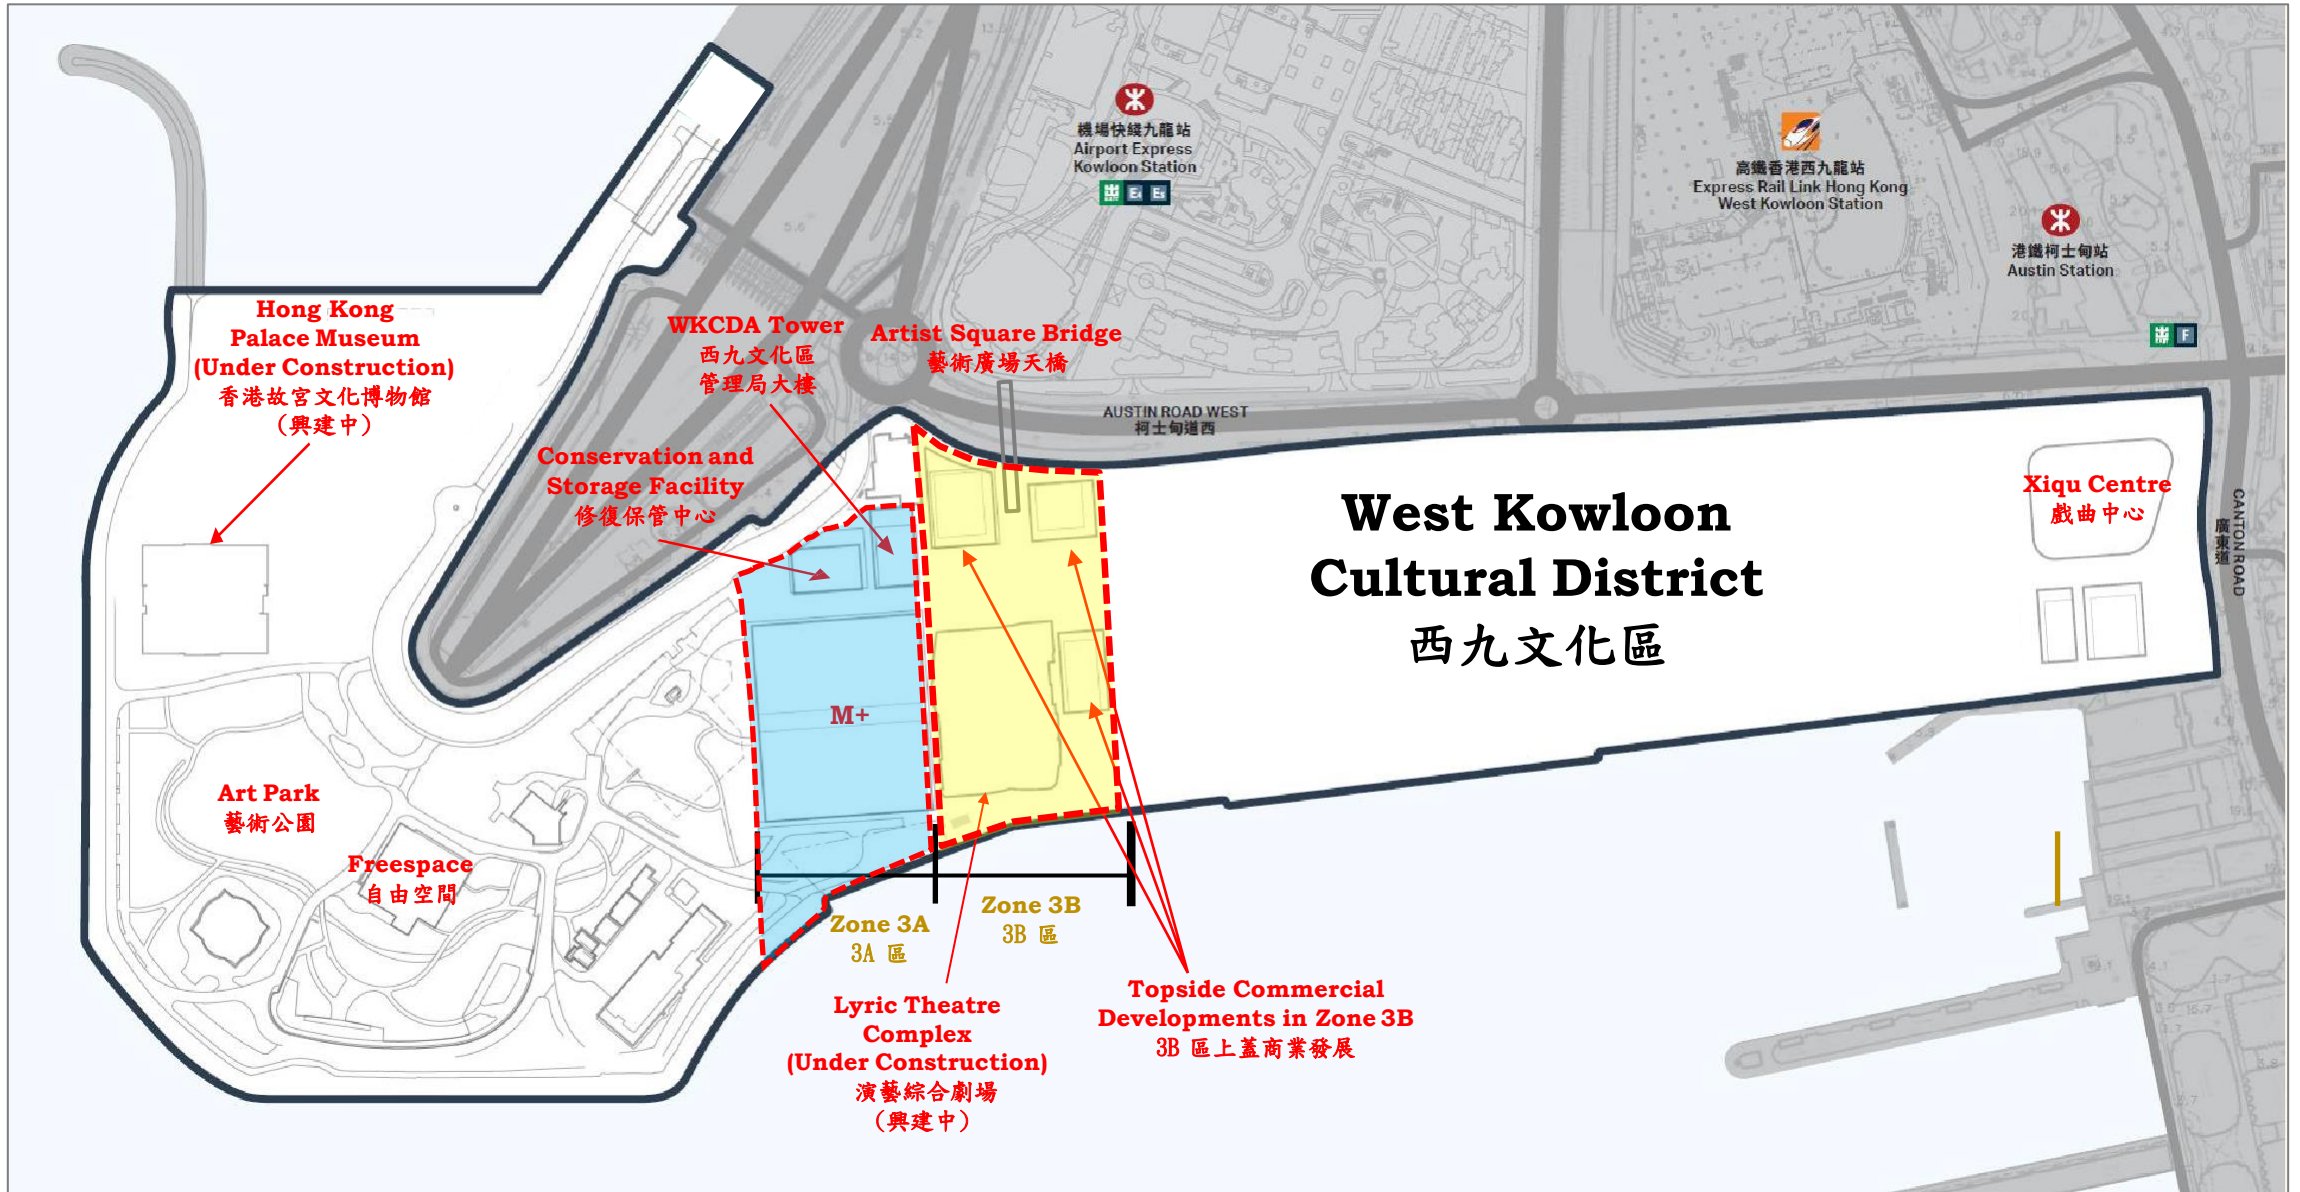 機場快綫九龍站
Airport Express
Kowloon Station
出 EXIT E4 E5
高鐵香港西九龍站
Express Rail Link Hong Kong
West Kowloon Station
港鐵柯士甸站
Austin Station
F
Hong Kong
Palace Museum
(Under Construction)
香港故宮文化博物館
（興建中）
WKCDA Tower
西九文化區
管理局大樓
Artist Square Bridge
藝術廣場天橋
AUSTIN ROAD WEST
柯士甸道西
Conservation and
Storage Facility
修復保管中心
West Kowloon
Cultural District
西九文化區
Xiqu Centre
戲曲中心
CANTON ROAD
廣東道
M+
Art Park
藝術公園
Freespace
自由空間
Zone 3A
3A 區
Zone 3B
3B 區
Lyric Theatre
Complex
(Under Construction)
演藝綜合劇場
（興建中）
Topside Commercial
Developments in Zone 3B
3B 區上蓋商業發展